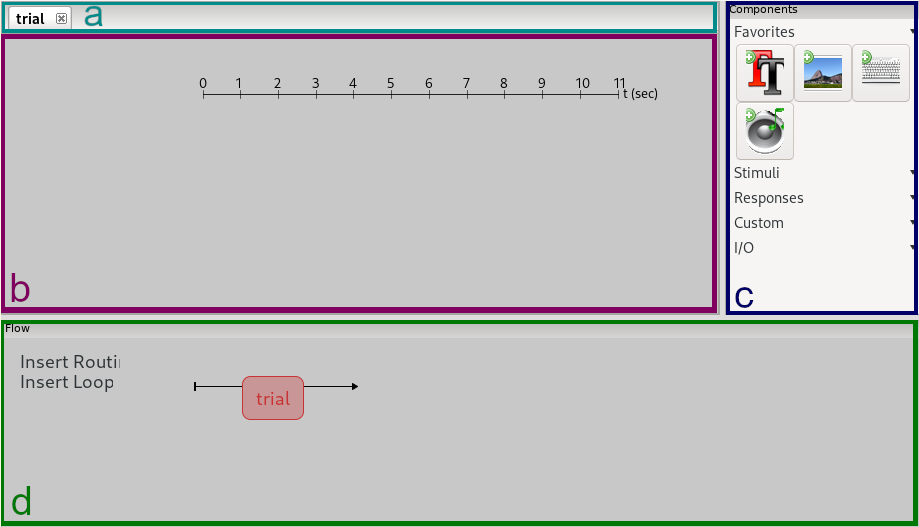 trial
a
0 1 2 3 4 5 6 7 8 9 10 11
t (sec)
b
Components
Favorites
Stimuli
Responses
Custom
I/O
c
Flow
Insert Routi
Insert Loop
trial
d